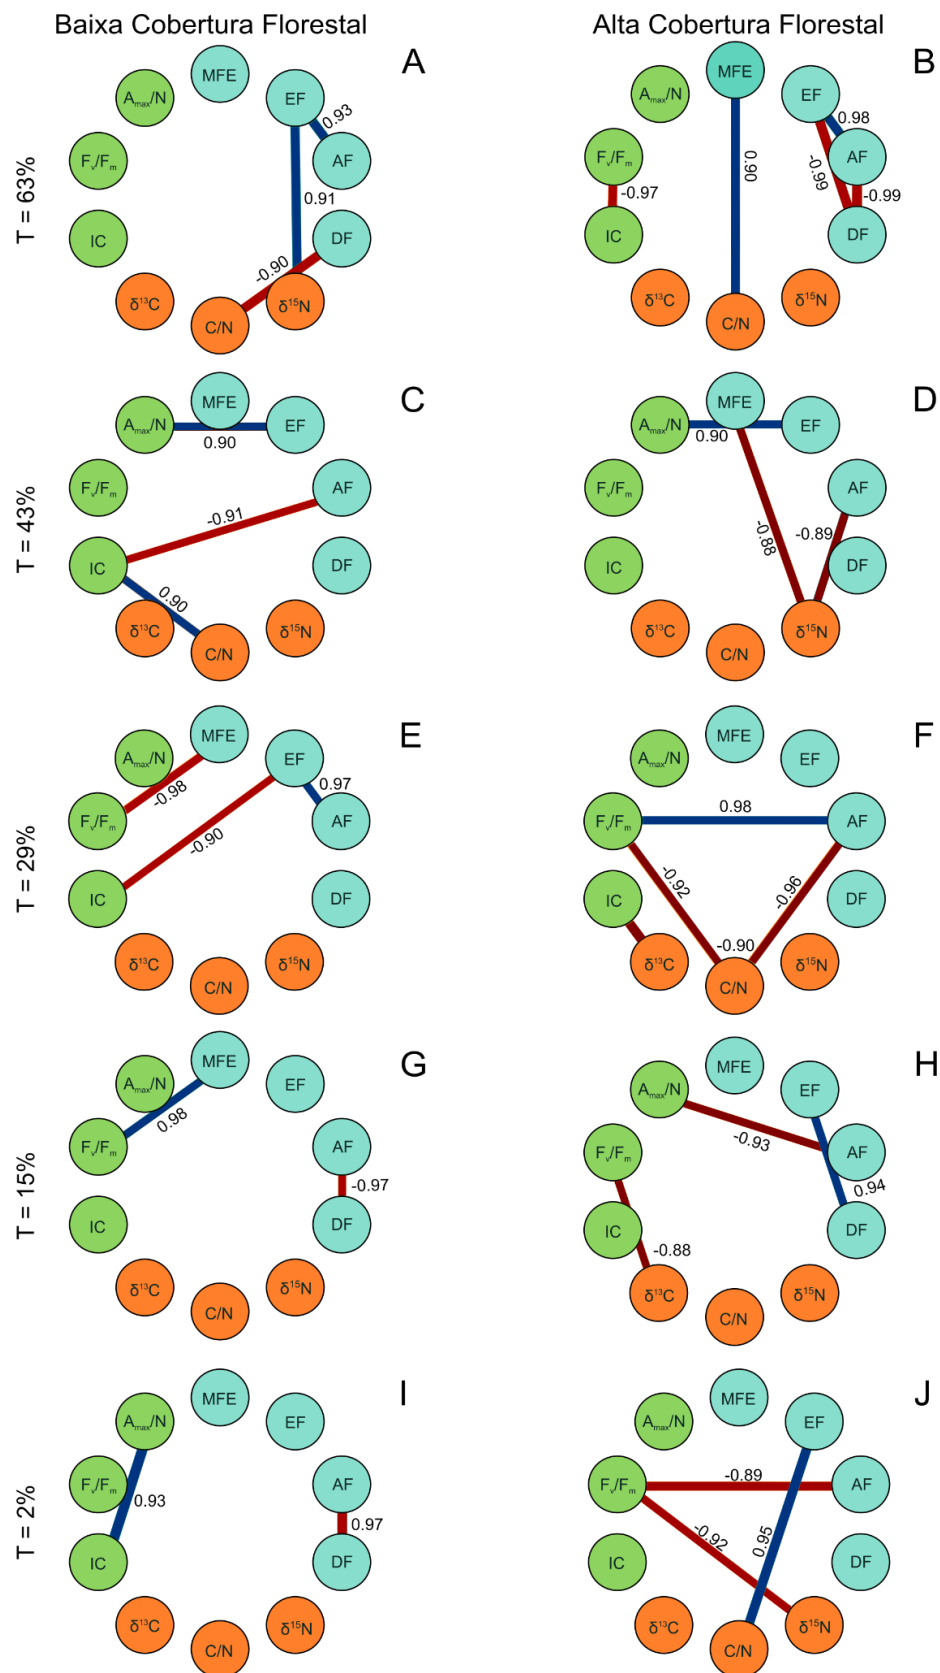 Baixa Cobertura Florestal
Alta Cobertura Florestal
T = 63%
A
MFE
EF
AF
DF
δ¹⁵N
C/N
δ¹³C
IC
Fᵥ/Fₘ
Aₘₐₓ/N
0.93
0.91
-0.90
B
MFE
EF
AF
DF
δ¹⁵N
C/N
δ¹³C
IC
Fᵥ/Fₘ
Aₘₐₓ/N
0.98
-0.99
-0.99
0.90
-0.97
T = 43%
C
MFE
EF
AF
DF
δ¹⁵N
C/N
δ¹³C
IC
Fᵥ/Fₘ
Aₘₐₓ/N
0.90
-0.91
0.90
D
MFE
EF
AF
DF
δ¹⁵N
C/N
δ¹³C
IC
Fᵥ/Fₘ
Aₘₐₓ/N
0.90
-0.88
-0.89
T = 29%
E
MFE
EF
AF
DF
δ¹⁵N
C/N
δ¹³C
IC
Fᵥ/Fₘ
Aₘₐₓ/N
-0.98
0.97
-0.90
F
MFE
EF
AF
DF
δ¹⁵N
C/N
δ¹³C
IC
Fᵥ/Fₘ
Aₘₐₓ/N
0.98
-0.92
-0.96
-0.90
T = 15%
G
MFE
EF
AF
DF
δ¹⁵N
C/N
δ¹³C
IC
Fᵥ/Fₘ
Aₘₐₓ/N
0.98
-0.97
H
MFE
EF
AF
DF
δ¹⁵N
C/N
δ¹³C
IC
Fᵥ/Fₘ
Aₘₐₓ/N
-0.93
0.94
-0.88
T = 2%
I
MFE
EF
AF
DF
δ¹⁵N
C/N
δ¹³C
IC
Fᵥ/Fₘ
Aₘₐₓ/N
0.93
0.97
J
MFE
EF
AF
DF
δ¹⁵N
C/N
δ¹³C
IC
Fᵥ/Fₘ
Aₘₐₓ/N
-0.89
-0.92
0.95